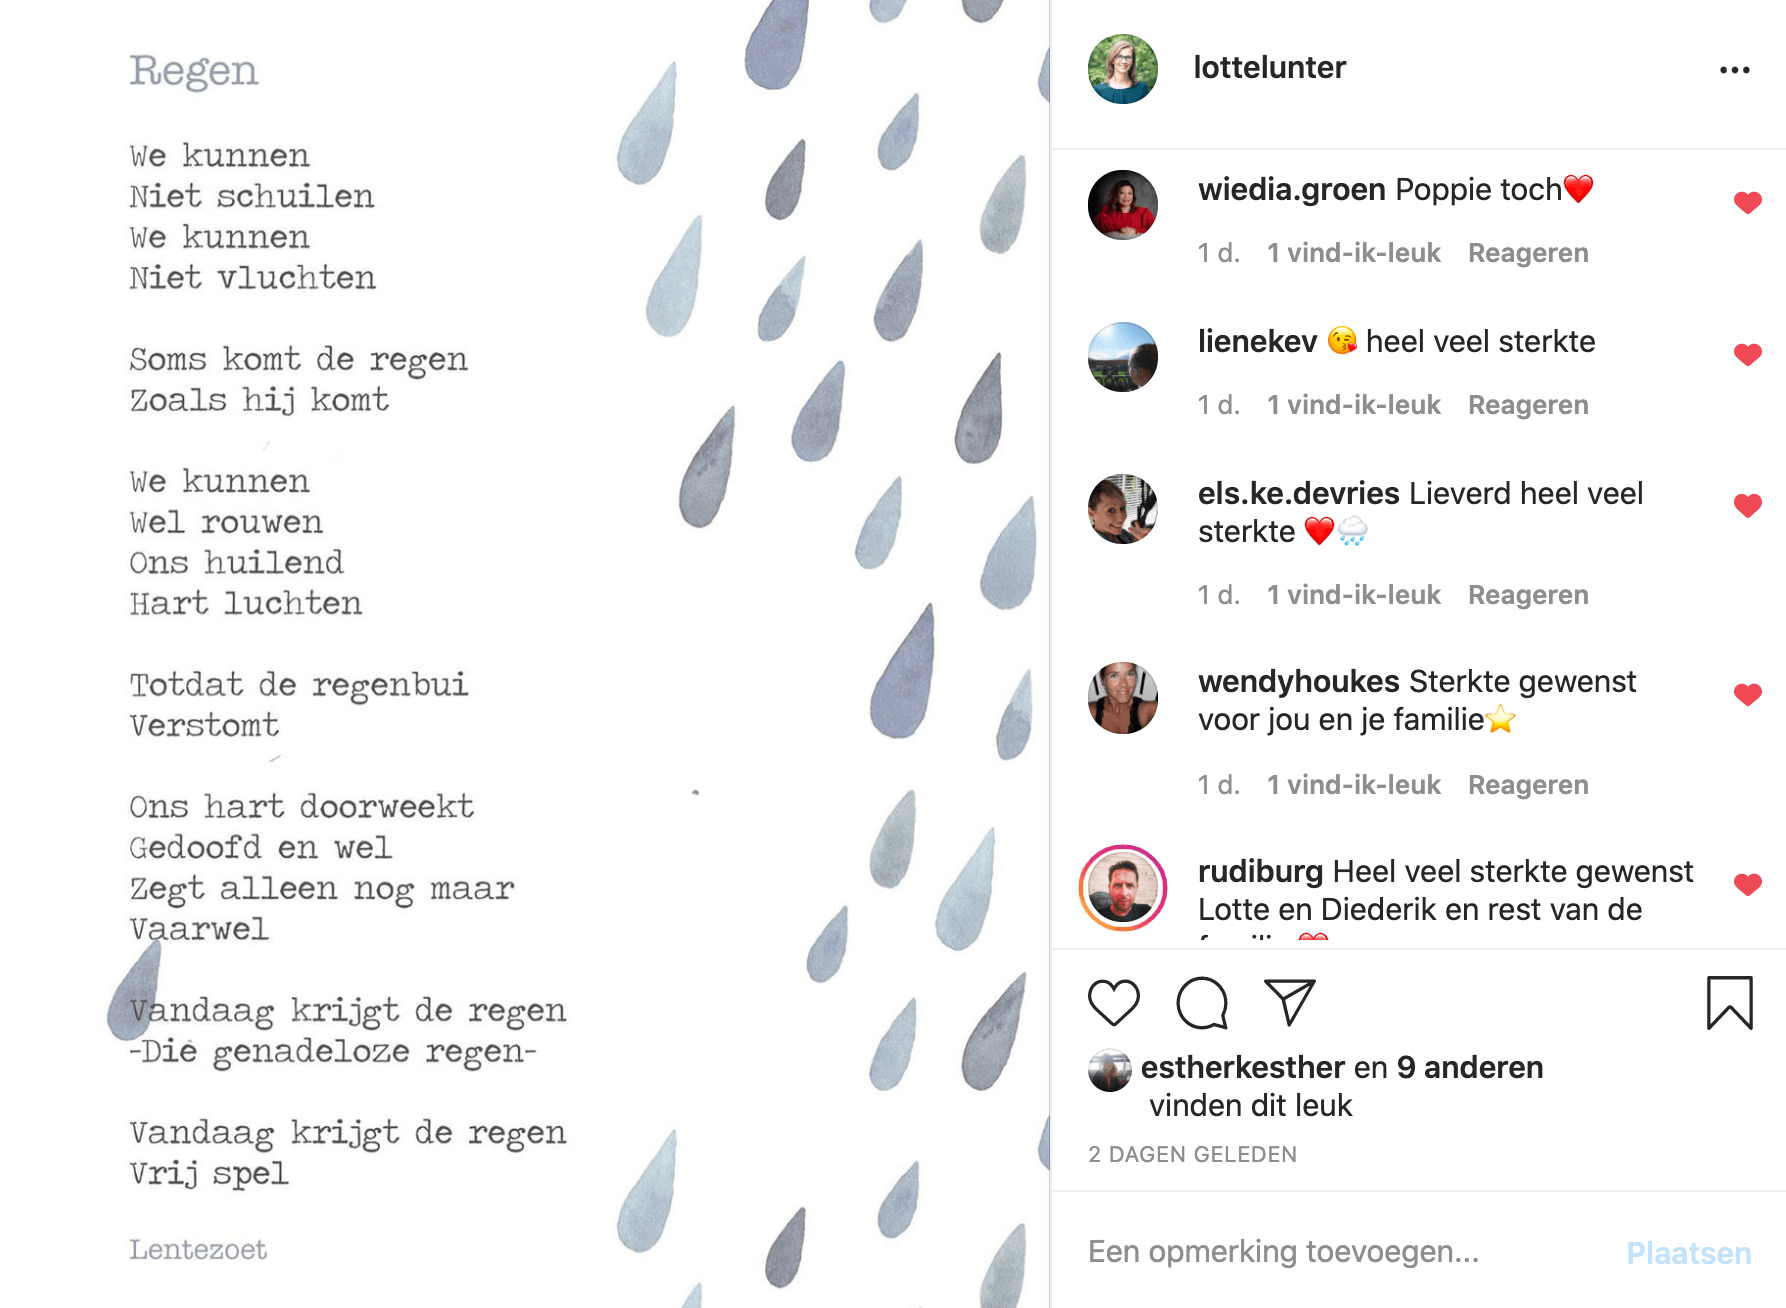 Regen
We kunnen
Niet schuilen
We kunnen
Niet vluchten
Soms komt de regen
Zoals hij komt
We kunnen
Wel rouwen
Ons huilend
Hart luchten
Totdat de regenbui
Verstomt
Ons hart doorweekt
Gedoofd en wel
Zegt alleen nog maar
Vaarwel
Vandaag krijgt de regen
-Die genadeloze regen-
Vandaag krijgt de regen
Vrij spel
Lentezoet
lottelunter
wiedia.groen Poppie toch❤️
1 d. 1 vind-ik-leuk Reageren
lienekev 😘 heel veel sterkte
1 d. 1 vind-ik-leuk Reageren
els.ke.devries Lieverd heel veel
sterkte ❤️🌧️
1 d. 1 vind-ik-leuk Reageren
wendyhoukes Sterkte gewenst
voor jou en je familie⭐
1 d. 1 vind-ik-leuk Reageren
rudiburg Heel veel sterkte gewenst
Lotte en Diederik en rest van de
estherkesther en 9 anderen
vinden dit leuk
2 DAGEN GELEDEN
Een opmerking toevoegen...
Plaatsen